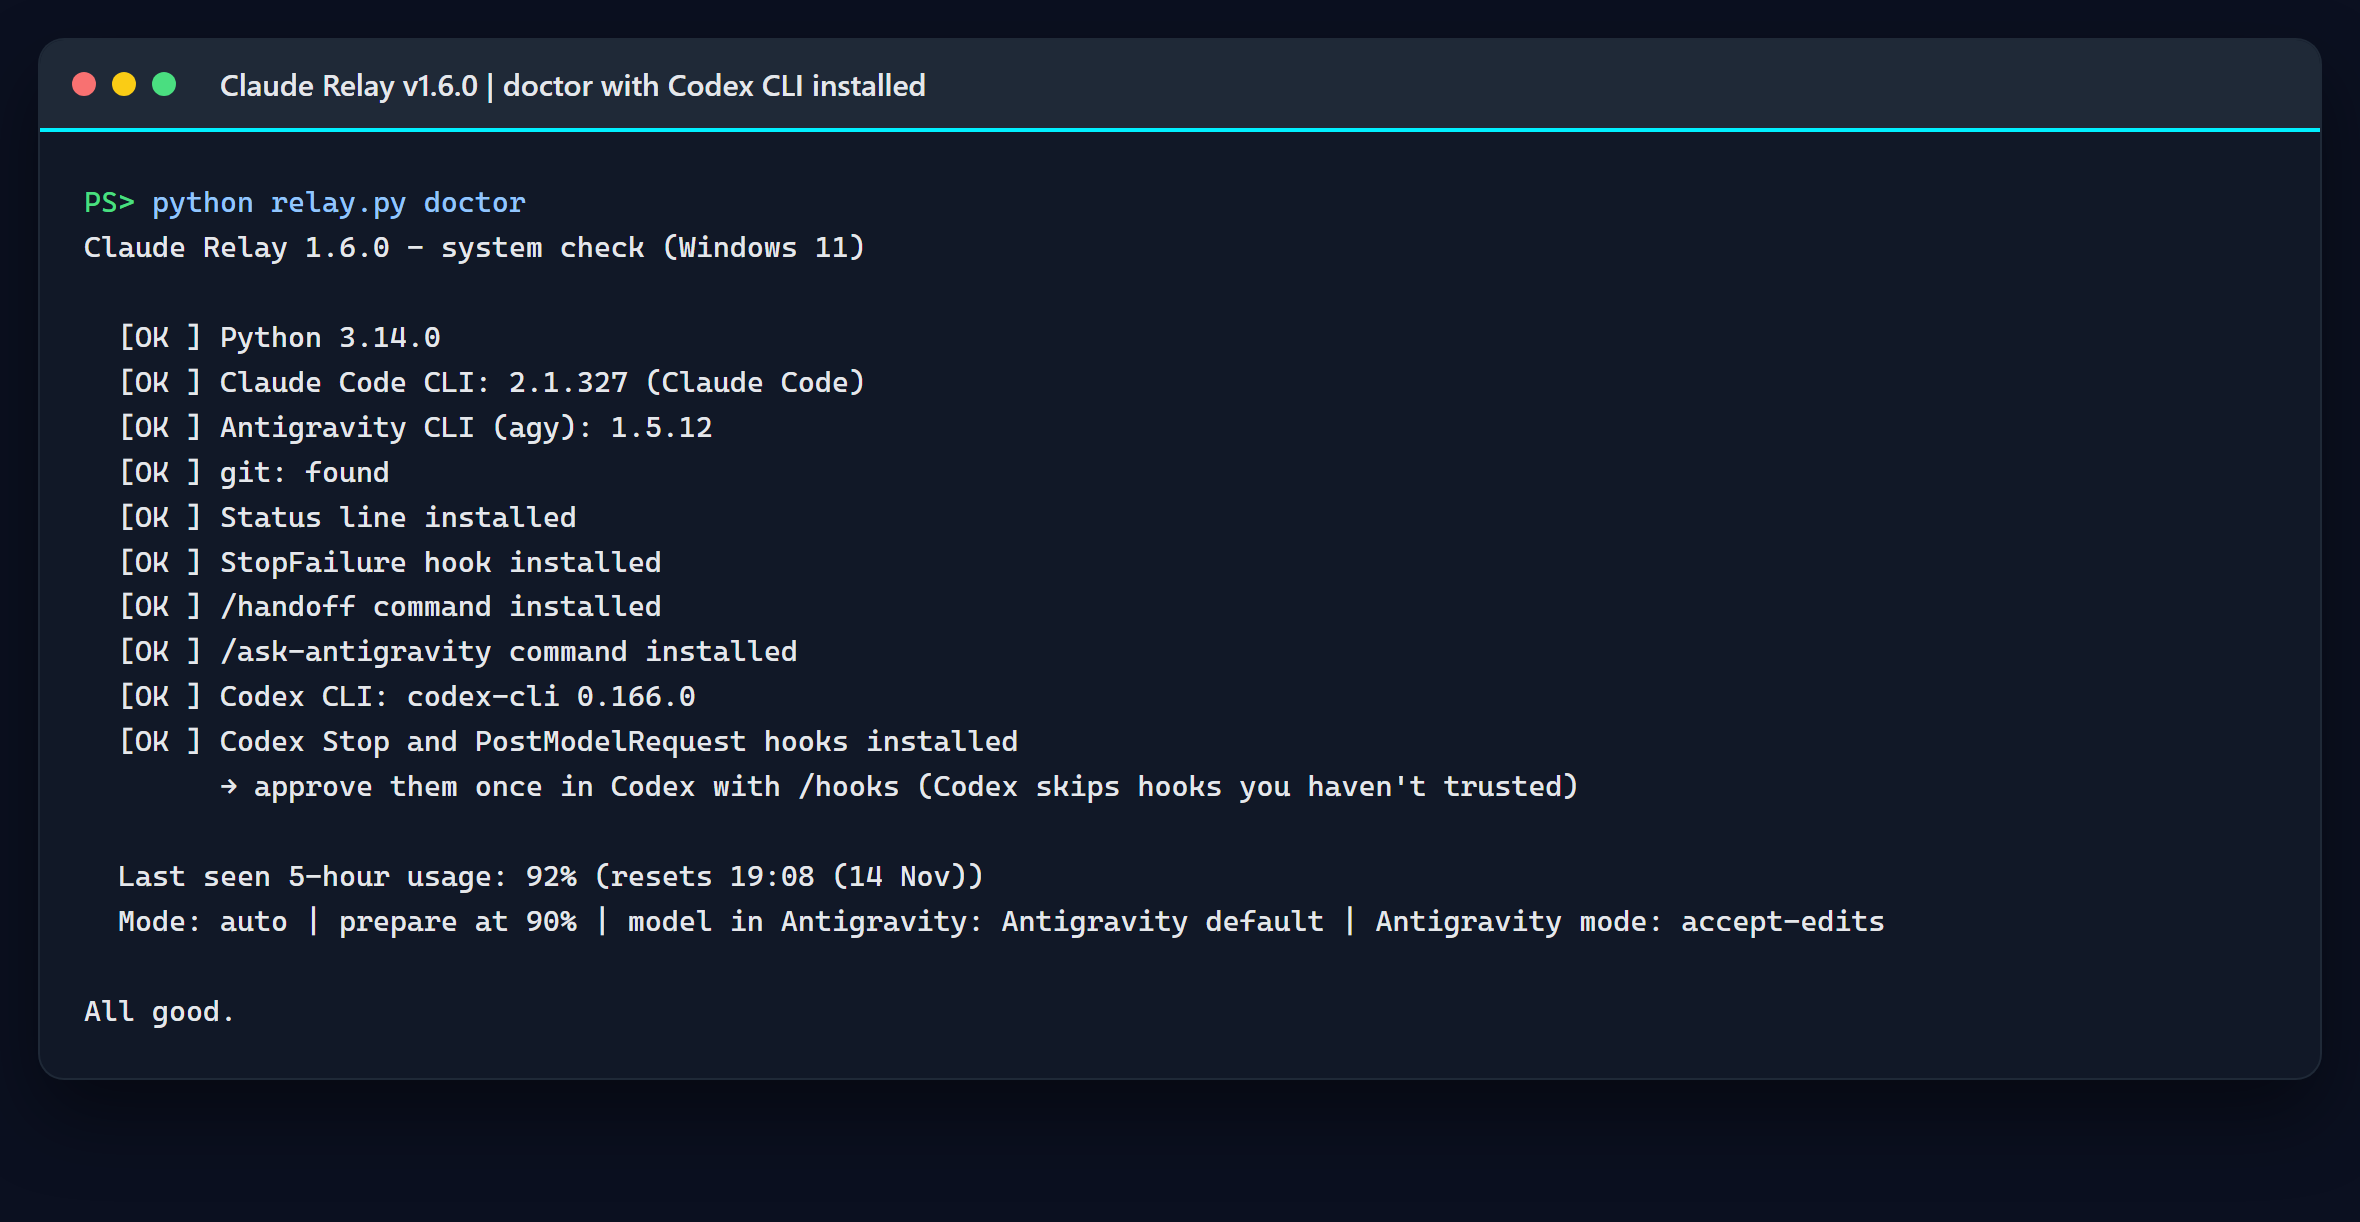 Claude Relay v1.6.0 | doctor with Codex CLI installed
PS> python relay.py doctor
Claude Relay 1.6.0 - system check (Windows 11)
[OK ] Python 3.14.0
[OK ] Claude Code CLI: 2.1.327 (Claude Code)
[OK ] Antigravity CLI (agy): 1.5.12
[OK ] git: found
[OK ] Status line installed
[OK ] StopFailure hook installed
[OK ] /handoff command installed
[OK ] /ask-antigravity command installed
[OK ] Codex CLI: codex-cli 0.166.0
[OK ] Codex Stop and PostModelRequest hooks installed
→ approve them once in Codex with /hooks (Codex skips hooks you haven't trusted)
Last seen 5-hour usage: 92% (resets 19:08 (14 Nov))
Mode: auto | prepare at 90% | model in Antigravity: Antigravity default | Antigravity mode: accept-edits
All good.